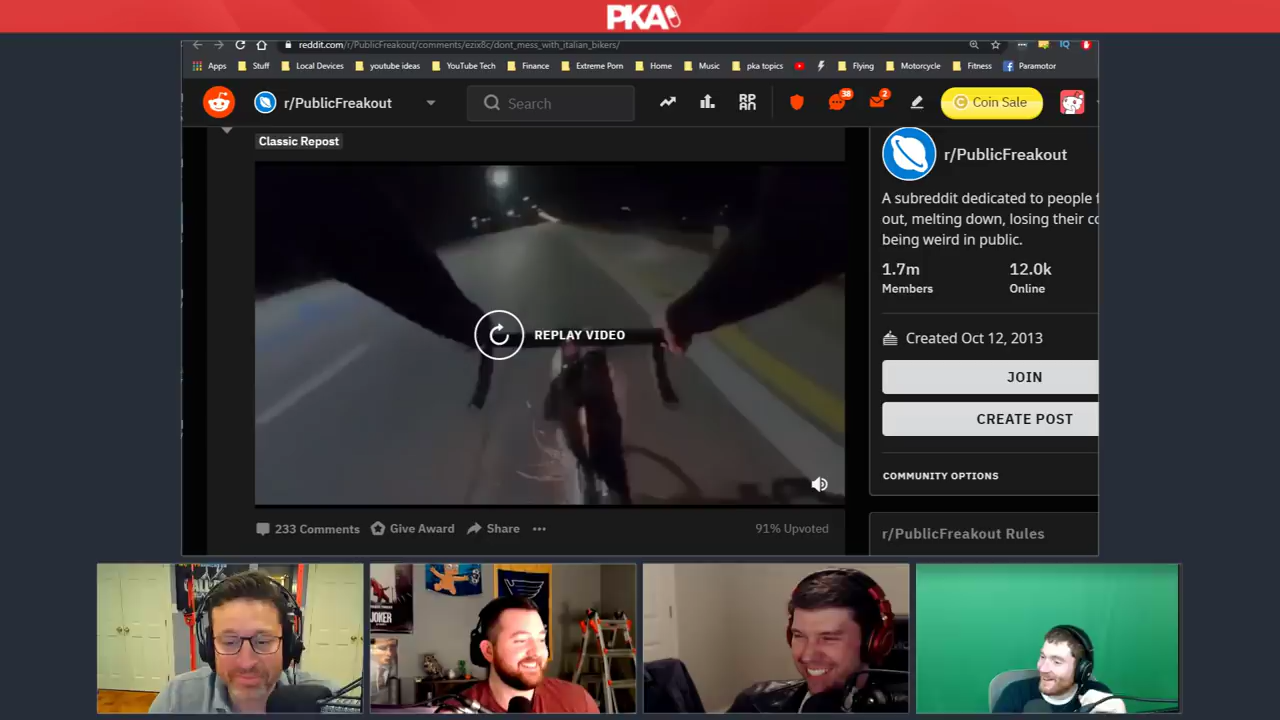 PKA
reddit.com/r/PublicFreakout/comments/ezix8c/dont_mess_with_italian_bikers/
Apps Stuff Local Devices youtube ideas YouTube Tech Finance Extreme Porn Home Music pka topics Flying Motorcycle Fitness Paramotor
r/PublicFreakout Search 38 2 Coin Sale
Classic Repost
r/PublicFreakout
A subreddit dedicated to people f
out, melting down, losing their co
being weird in public.
1.7m 12.0k
Members Online
Created Oct 12, 2013
REPLAY VIDEO
JOIN
CREATE POST
COMMUNITY OPTIONS
233 Comments Give Award Share 91% Upvoted
r/PublicFreakout Rules
JOKER